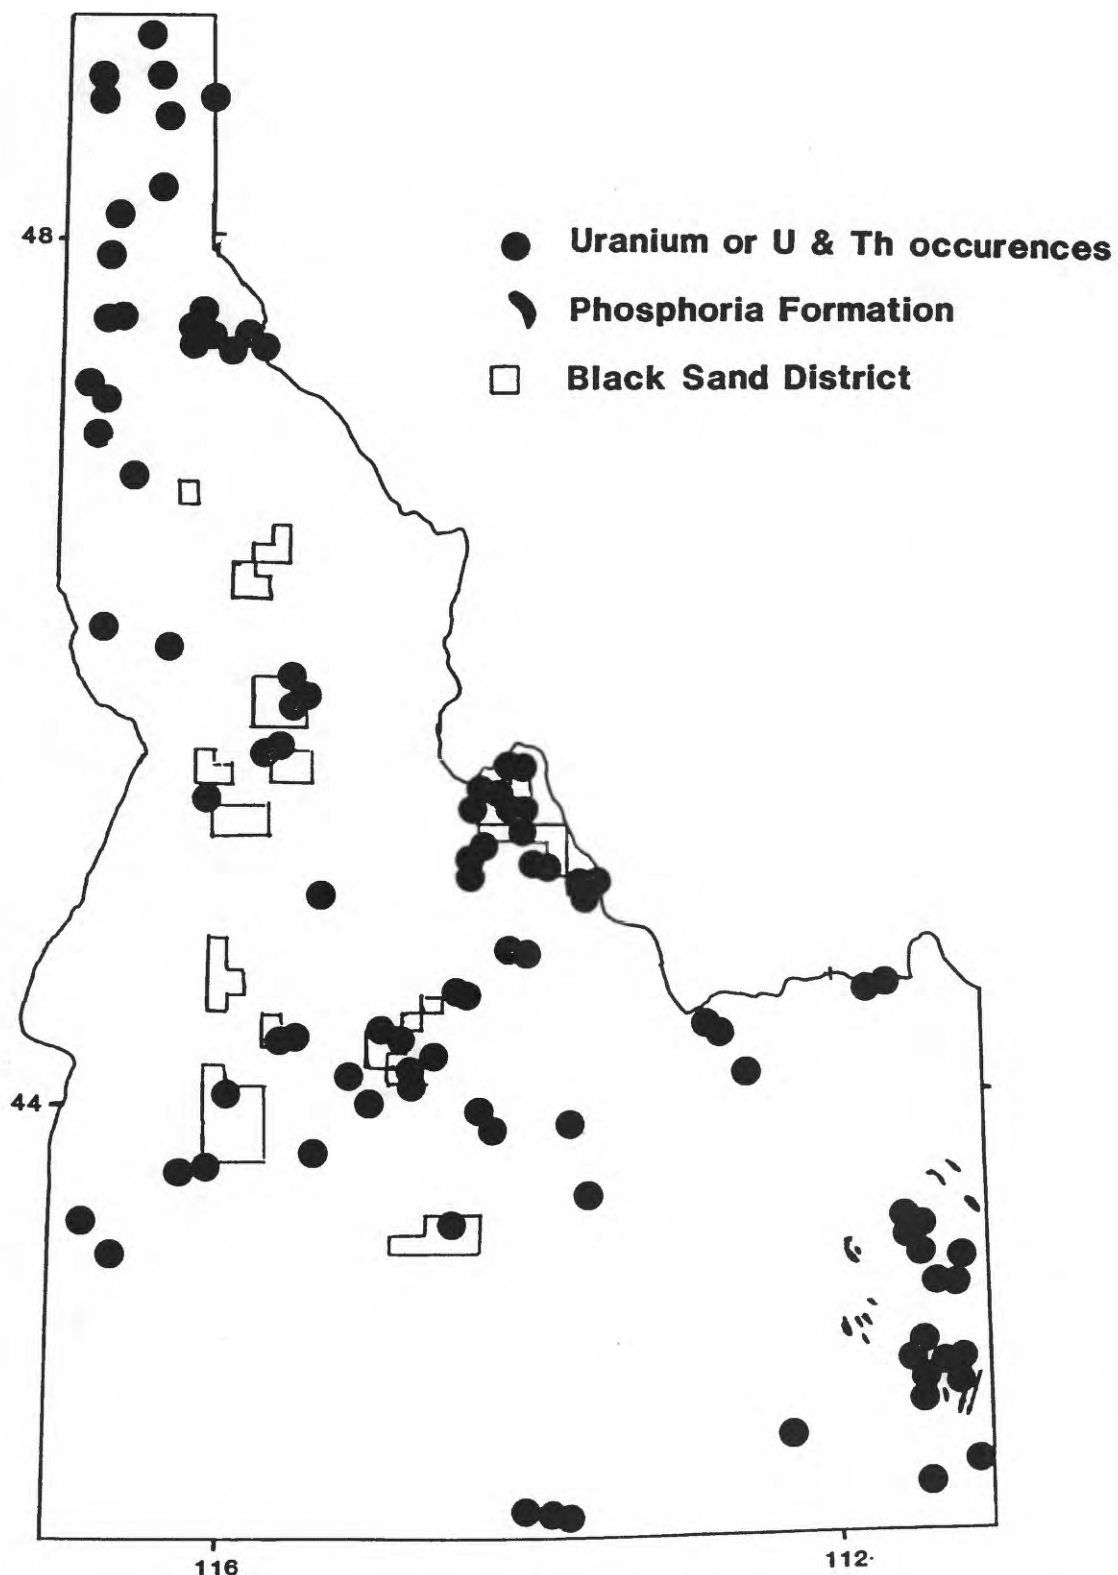 48
Uranium or U & Th occurences
Phosphoria Formation
Black Sand District
44
116
112.